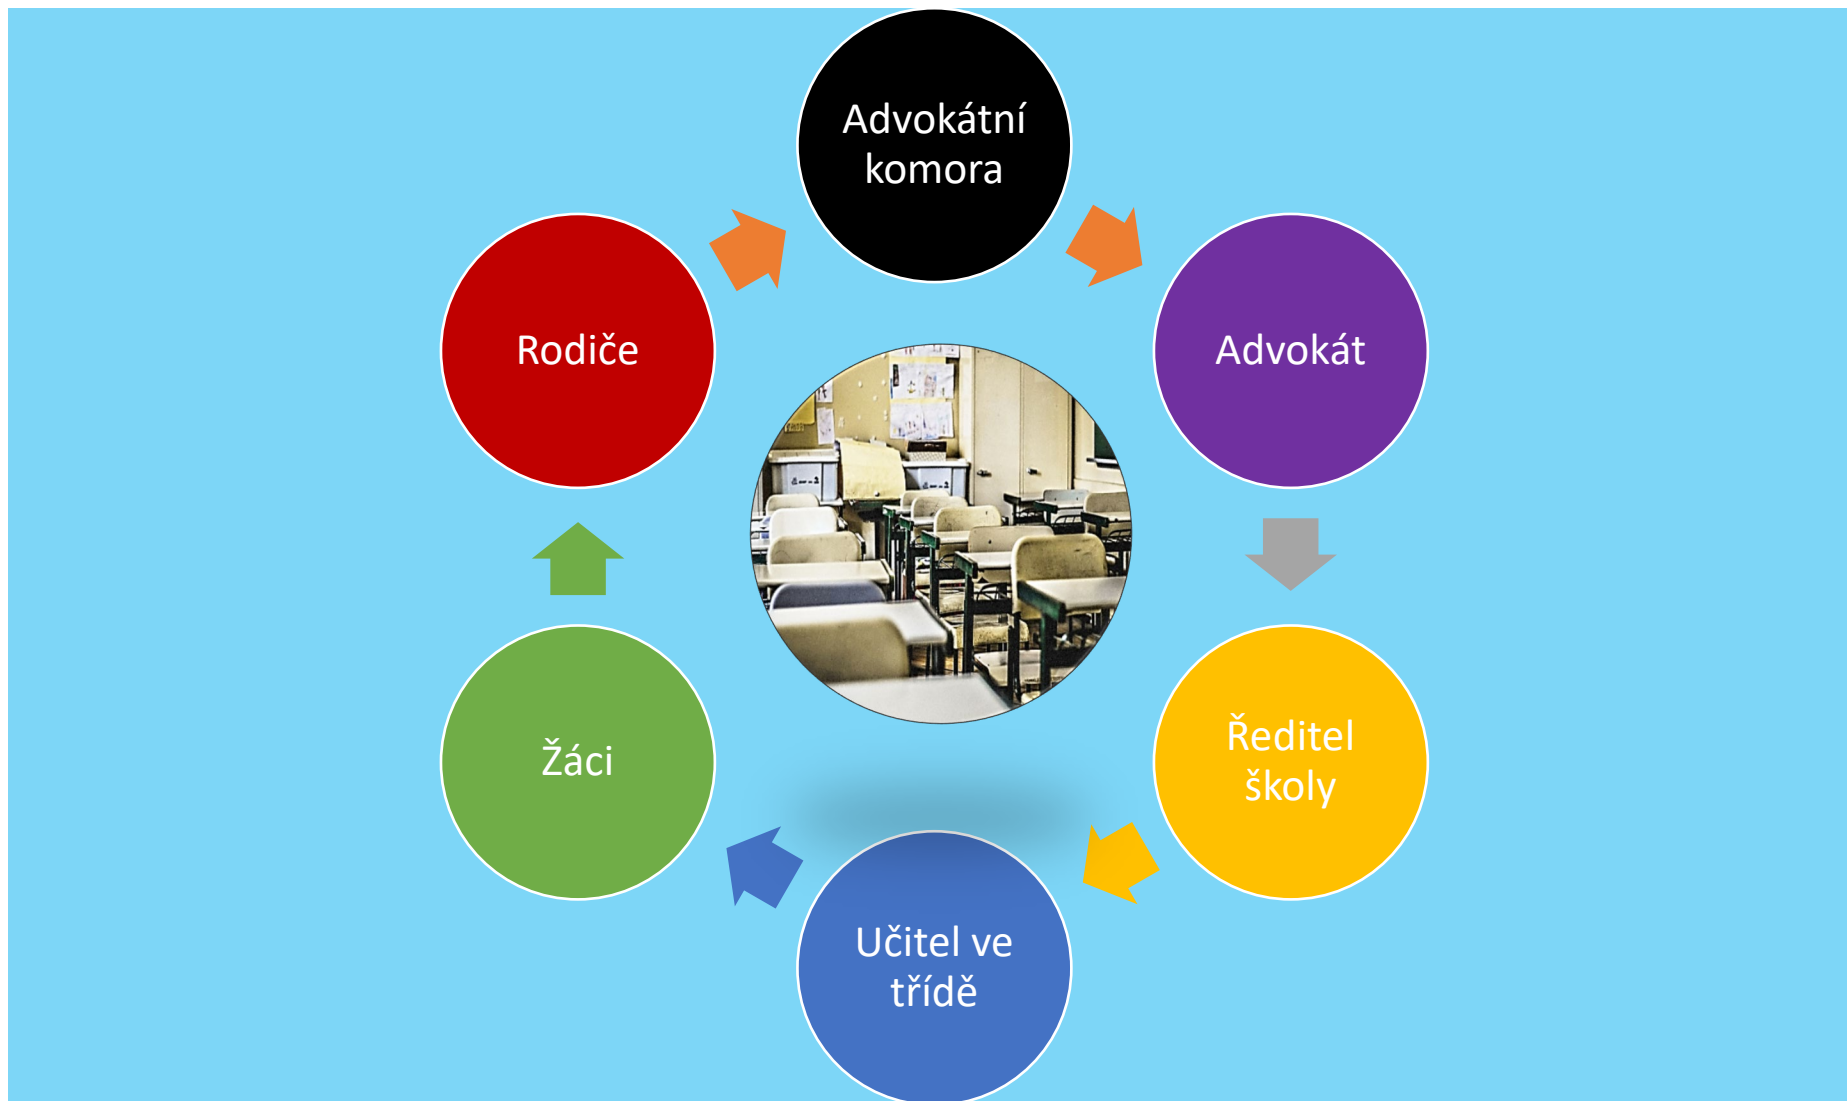 Advokátní
komora
Advokát
Ředitel
školy
Učitel ve
třídě
Žáci
Rodiče